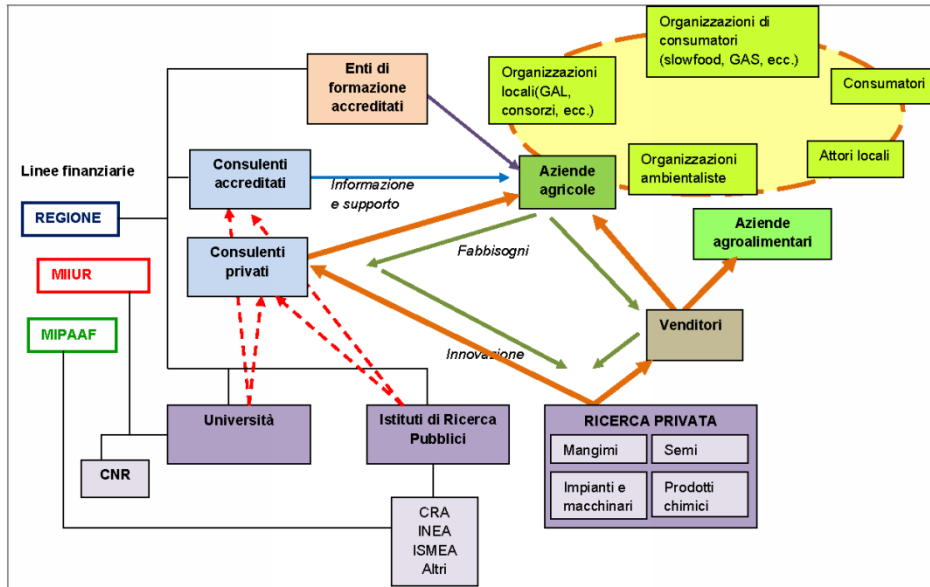 Organizzazioni di
consumatori
(slowfood, GAS, ecc.)
Enti di
formazione
accreditati
Organizzazioni
locali(GAL,
consorzi, ecc.)
Consumatori
Linee finanziarie
Consulenti
accreditati
Informazione
e supporto
Aziende
agricole
Organizzazioni
ambientaliste
Attori locali
REGIONE
Consulenti
privati
Fabbisogni
Aziende
agroalimentari
MIIUR
MIPAAF
Venditori
Innovazione
Università
Istituti di Ricerca
Pubblici
RICERCA PRIVATA
Mangimi
Semi
Impianti e
macchinari
Prodotti
chimici
CNR
CRA
INEA
ISMEA
Altri